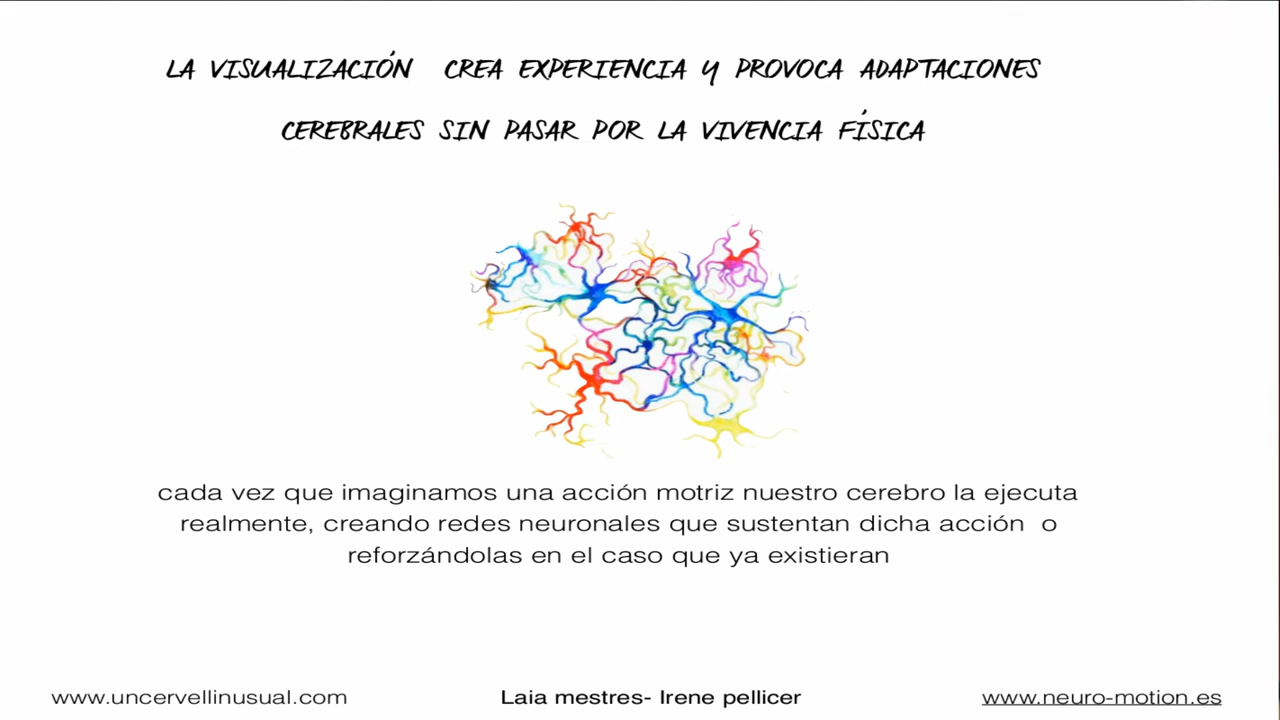 LA VISUALIZACIÓN CREA EXPERIENCIA Y PROVOCA ADAPTACIONES
CEREBRALES SIN PASAR POR LA VIVENCIA FÍSICA
cada vez que imaginamos una acción motriz nuestro cerebro la ejecuta
realmente, creando redes neuronales que sustentan dicha acción o
reforzándolas en el caso que ya existieran
www.uncervellinusual.com
Laia mestres- Irene pellicer
www.neuro-motion.es